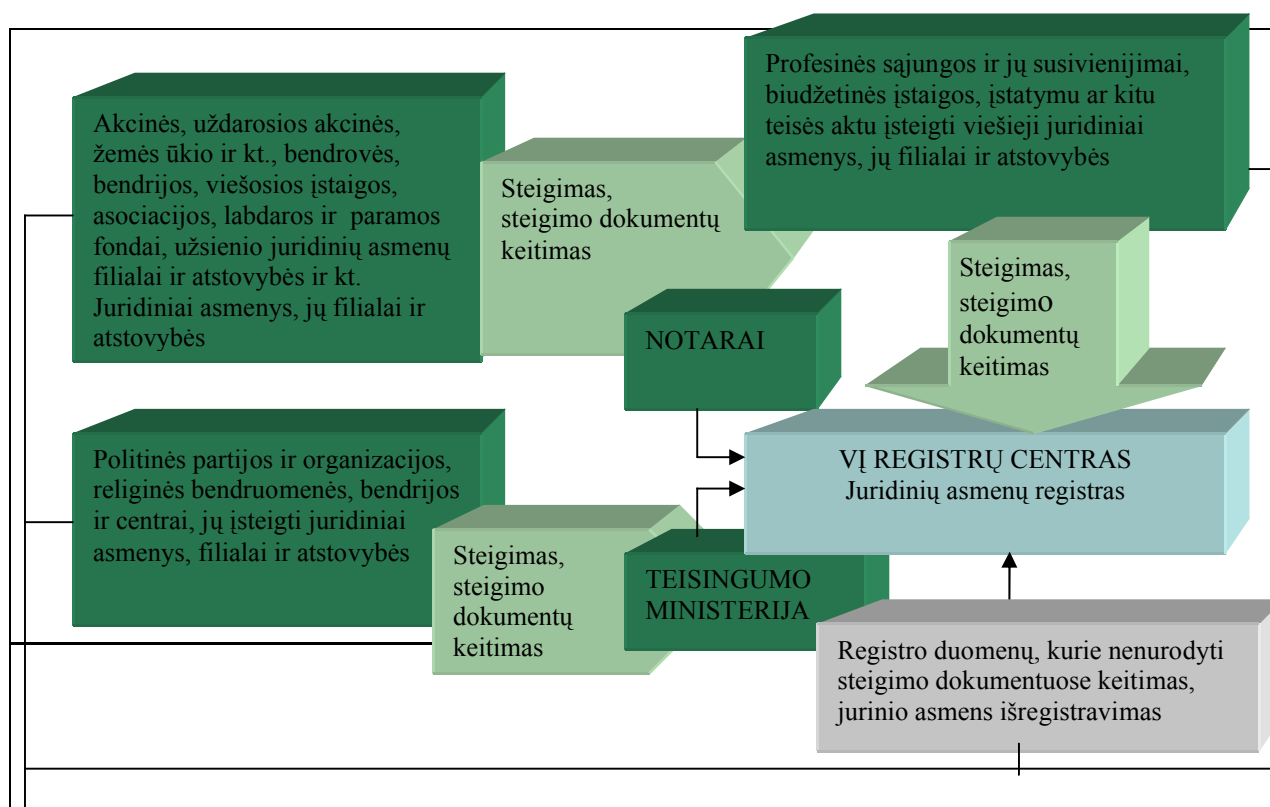 Akcinės, uždarosios akcinės,
žemės ūkio ir kt., bendrovės,
bendrijos, viešosios įstaigos,
asociacijos, labdaros ir paramos
fondai, užsienio juridinių asmenų
filialai ir atstovybės ir kt.
Juridiniai asmenys, jų filialai ir
atstovybės
Steigimas,
steigimo dokumentų
keitimas
Profesinės sąjungos ir jų susivienijimai,
biudžetinės įstaigos, įstatymu ar kitu
teisės aktu įsteigti viešieji juridiniai
asmenys, jų filialai ir atstovybės
Steigimas,
steigimo
dokumentų
keitimas
NOTARAI
VĮ REGISTRŲ CENTRAS
Juridinių asmenų registras
Politinės partijos ir organizacijos,
religinės bendruomenės, bendrijos
ir centrai, jų įsteigti juridiniai
asmenys, filialai ir atstovybės
Steigimas,
steigimo
dokumentų
keitimas
TEISINGUMO
MINISTERIJA
Registro duomenų, kurie nenurodyti
steigimo dokumentuose keitimas,
jurinio asmens išregistravimas